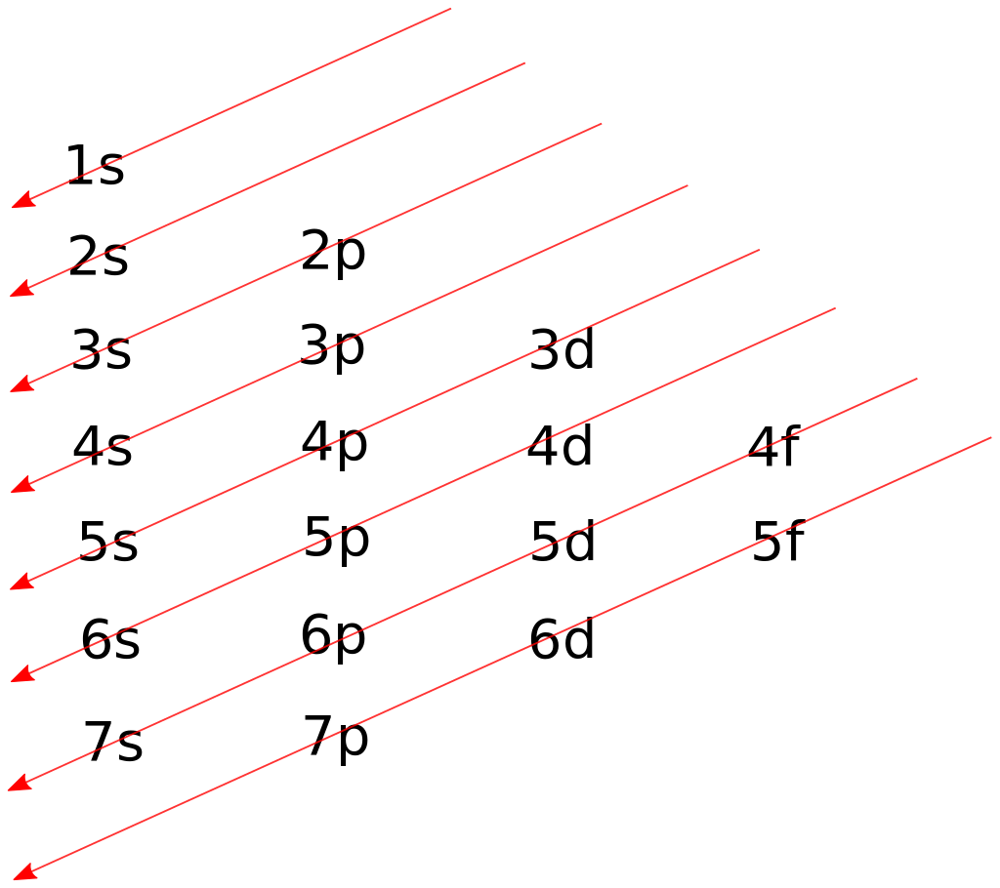 1s
2s 2p
3s 3p 3d
4s 4p 4d 4f
5s 5p 5d 5f
6s 6p 6d
7s 7p